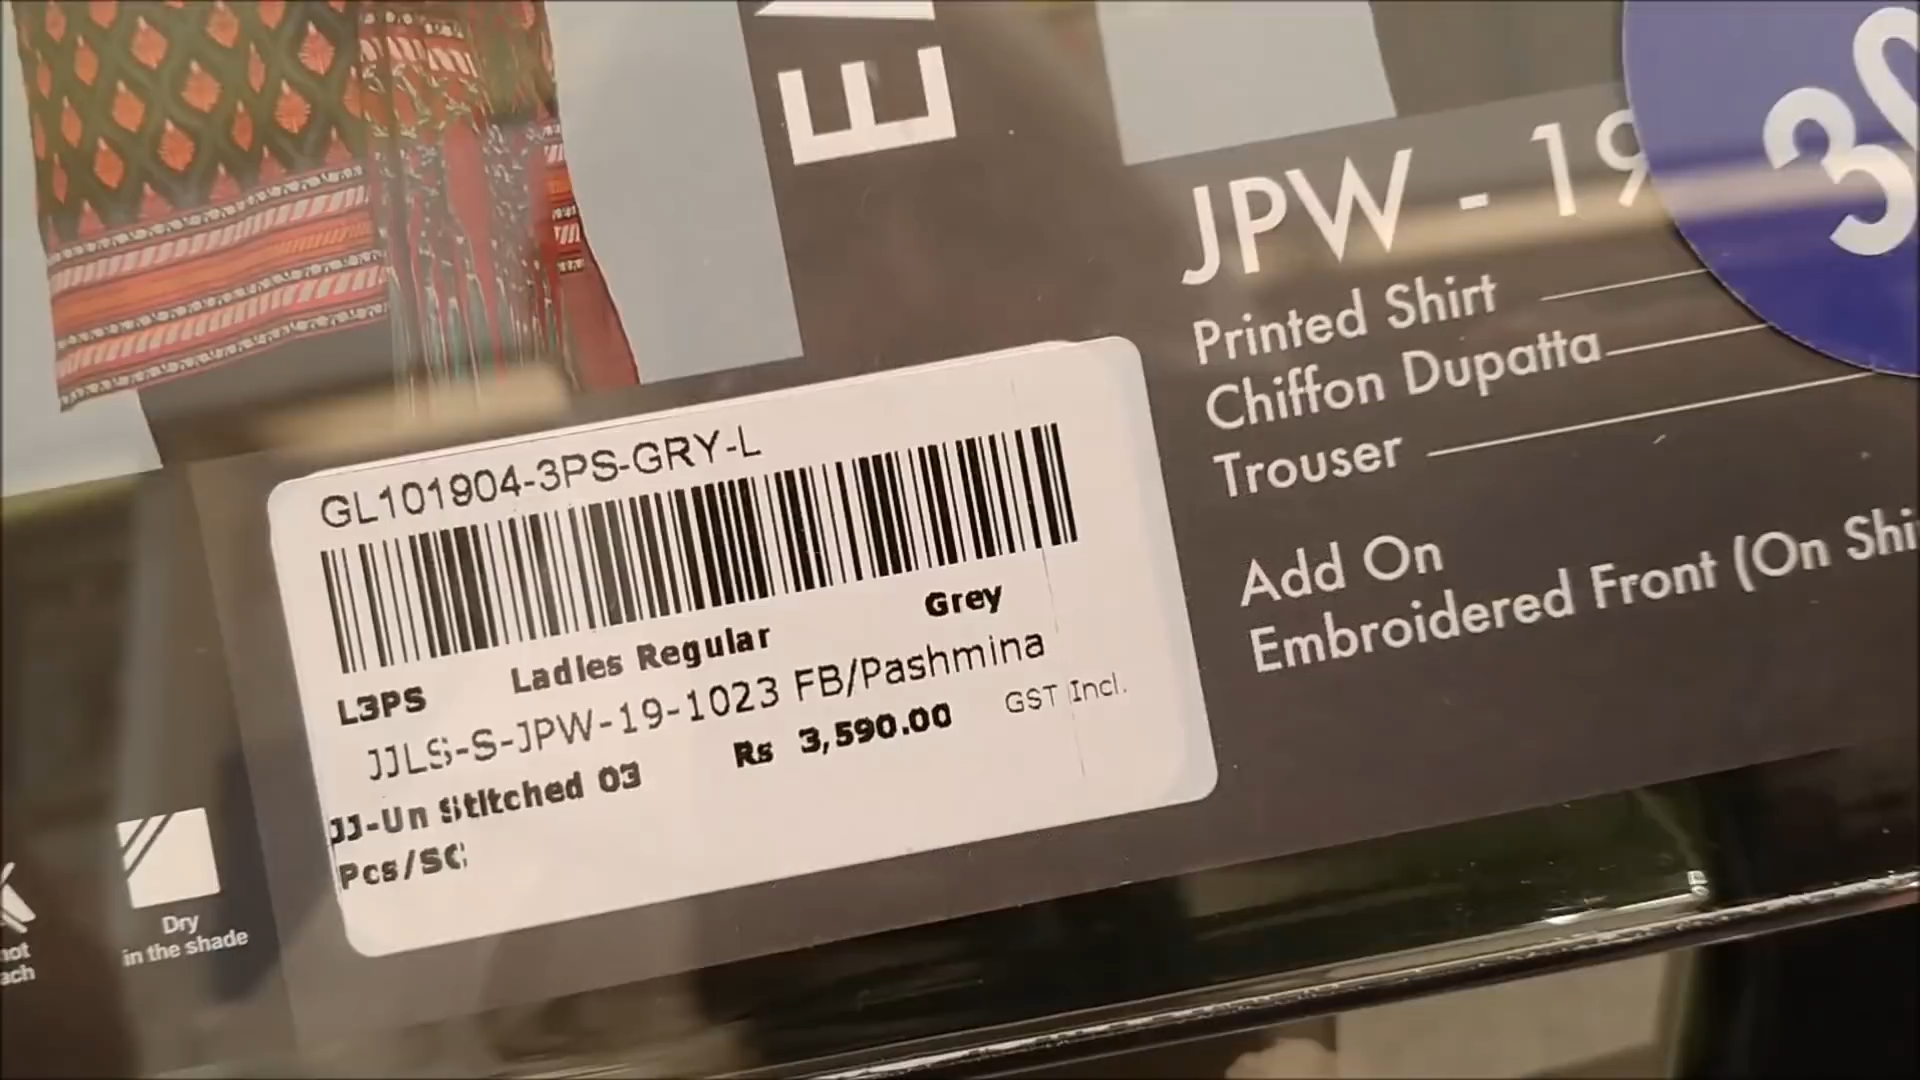 JPW - 19
Printed Shirt
Chiffon Dupatta
Trouser
Add On
Embroidered Front (On
GL101904-3PS-GRY-L
Grey
L3PS Ladies Regular
JJLS-S-JPW-19-1023 FB/Pashmina
JJ-Un Stitched 03 Rs 3,590.00 GST Incl.
Pcs/SC
Dry
in the shade